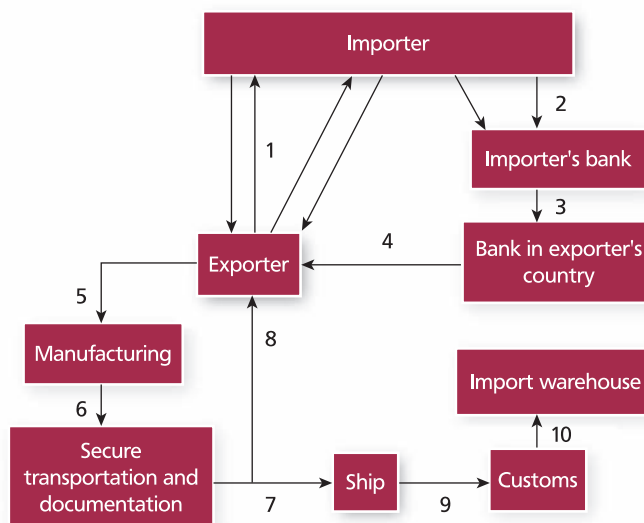 Importer
2
1
Importer's bank
3
4
Exporter
Bank in exporter's
country
5
8
Manufacturing
Import warehouse
6
10
Secure
transportation and
documentation
7
Ship
9
Customs